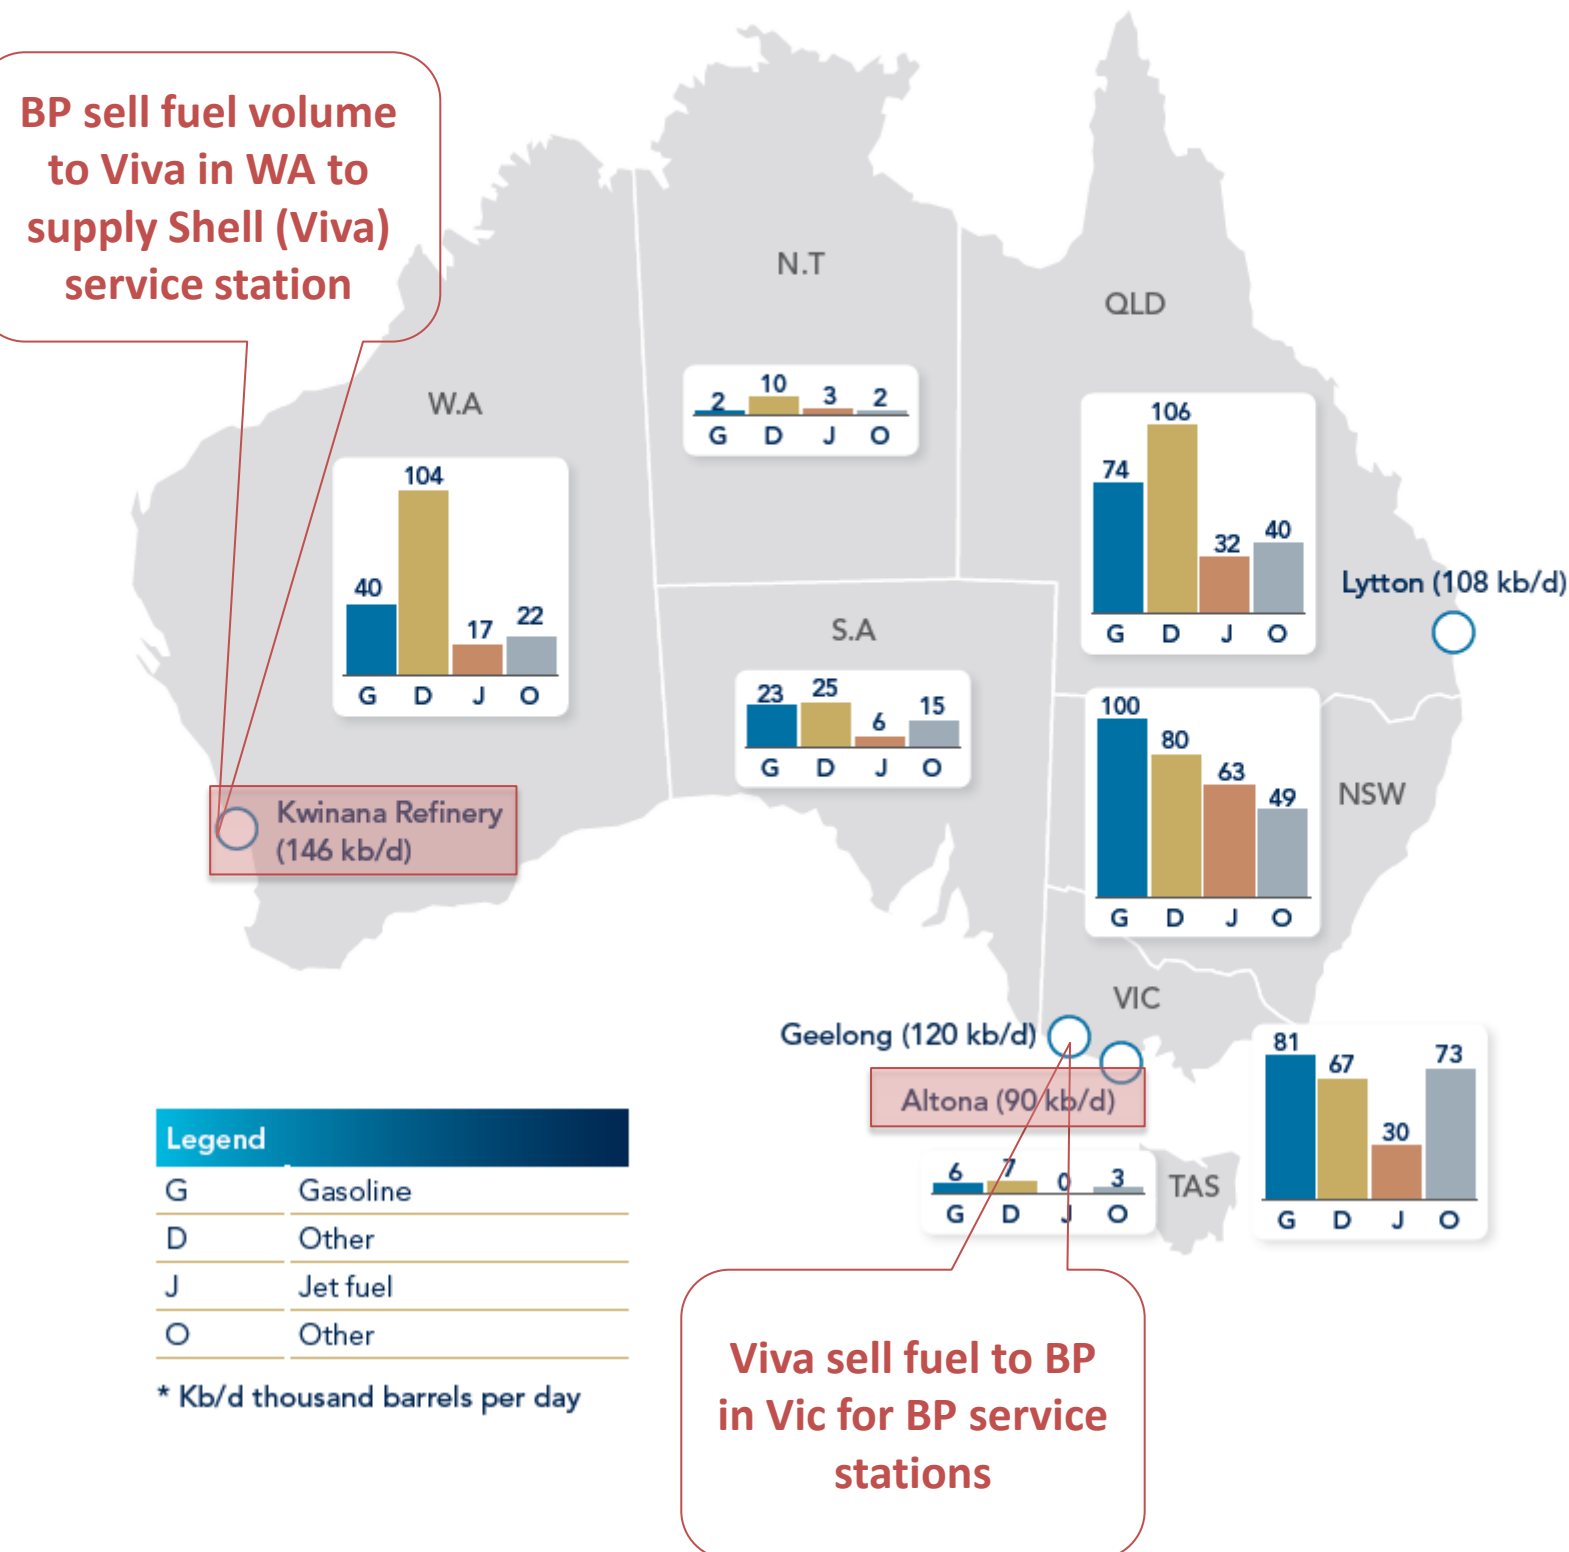 BP sell fuel volume
to Viva in WA to
supply Shell (Viva)
service station
N.T
2 10 3 2
G D J O
QLD
74 106 32 40
G D J O
Lytton (108 kb/d)
W.A
40 104 17 22
G D J O
S.A
23 25 6 15
G D J O
100 80 63 49
G D J O
NSW
Kwinana Refinery
(146 kb/d)
VIC
Geelong (120 kb/d)
Altona (90 kb/d)
81 67 30 73
G D J O
6 7 0 3
G D J O
TAS
Legend
G Gasoline
D Other
J Jet fuel
O Other
* Kb/d thousand barrels per day
Viva sell fuel to BP
in Vic for BP service
stations